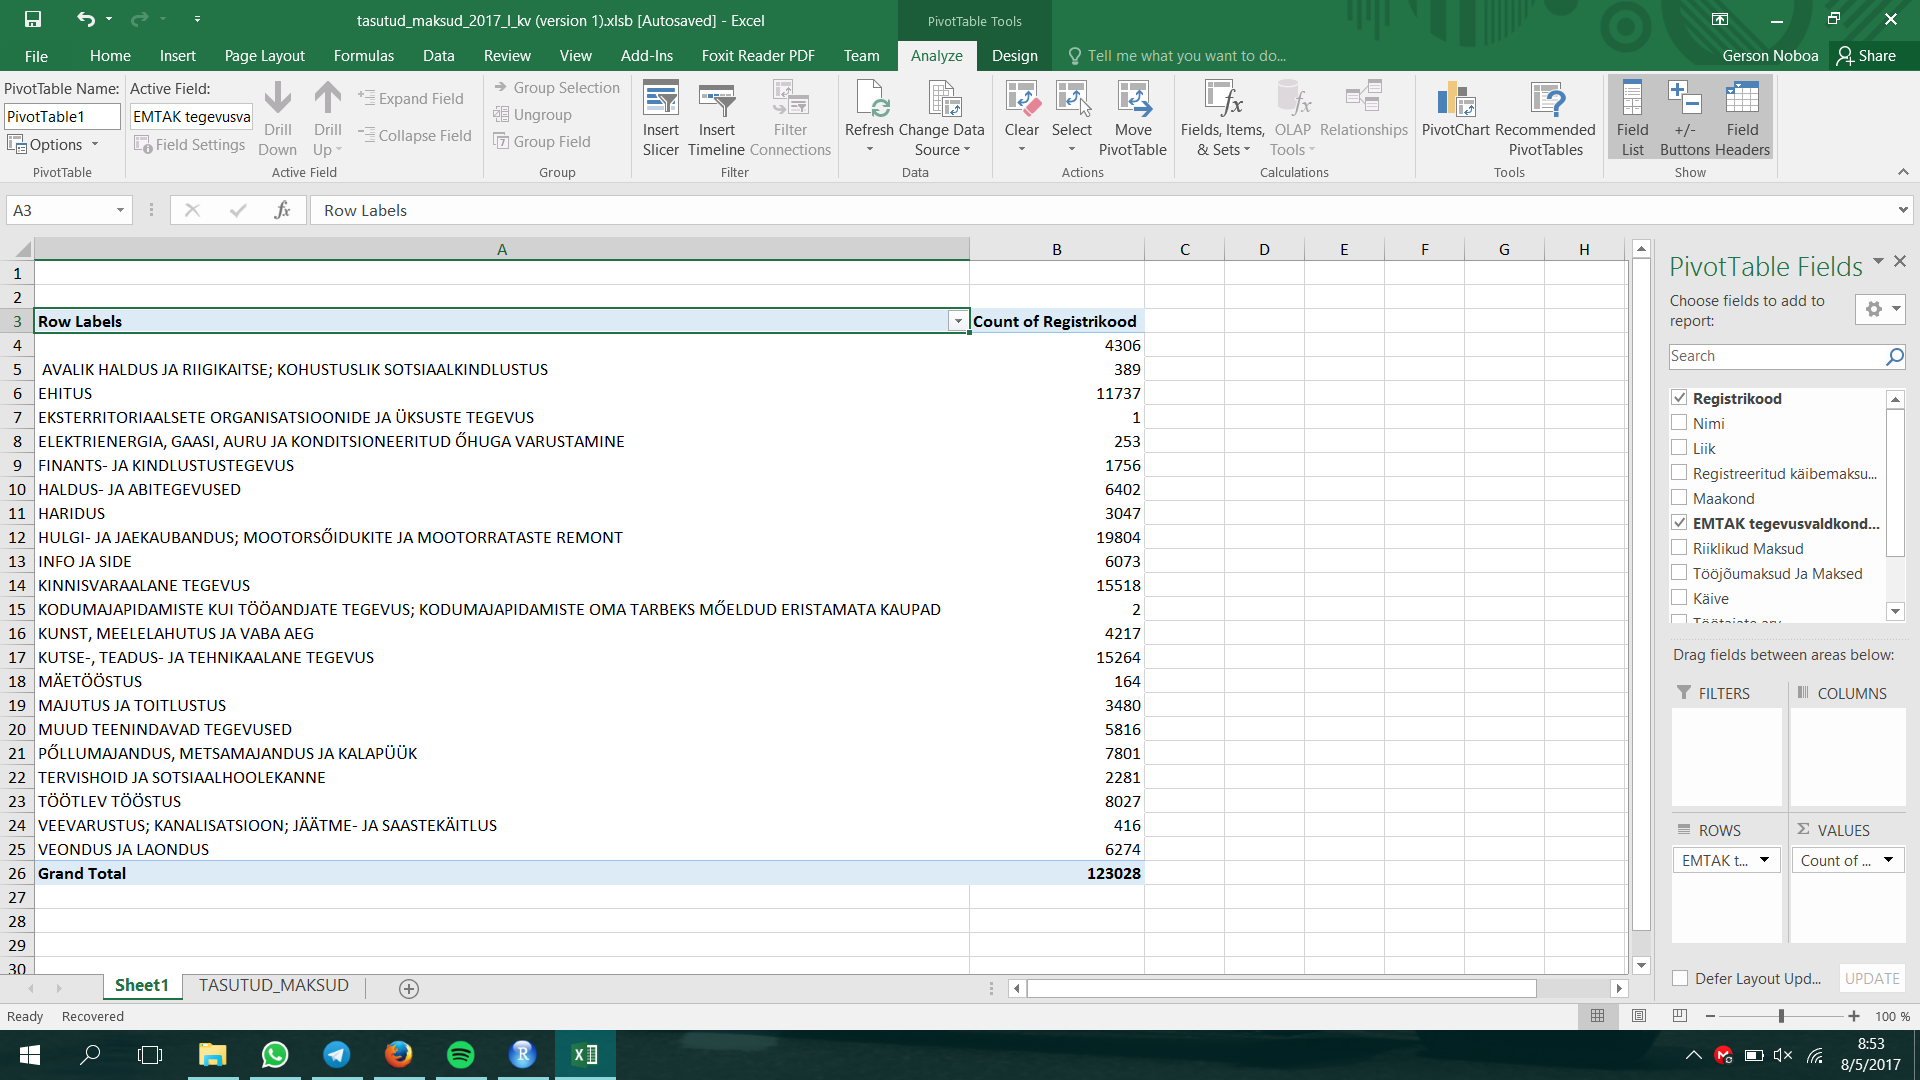 tasutud_maksud_2017_I_kv (version 1).xlsb [Autosaved] - Excel
PivotTable Tools
File Home Insert Page Layout Formulas Data Review View Add-Ins Foxit Reader PDF Team Analyze Design Tell me what you want to do... Gerson Noboa Share
PivotTable Name: Active Field:
PivotTable1 EMTAK tegevusva
Options Field Settings
Drill Down Drill Up Expand Field Collapse Field
Group Selection
Ungroup
Group Field
Insert Slicer Insert Timeline Filter Connections
Refresh Change Data Source
Clear Select Move PivotTable
Fields, Items, & Sets OLAP Tools Relationships
PivotChart Recommended PivotTables
Field List +/- Buttons Field Headers
PivotTable Active Field Group Filter Data Actions Calculations Tools Show
A3 fx Row Labels
A B C D E F G H
1
2
3 Row Labels Count of Registrikood
4 4306
5 AVALIK HALDUS JA RIIGIKAITSE; KOHUSTUSLIK SOTSIAALKINDLUSTUS 389
6 EHITUS 11737
7 EKSTERRITORIAALSETE ORGANISATSIOONIDE JA ÜKSUSTE TEGEVUS 1
8 ELEKTRIENERGIA, GAASI, AURU JA KONDITSIONEERITUD ŐHUGA VARUSTAMINE 253
9 FINANTS- JA KINDLUSTUSTEGEVUS 1756
10 HALDUS- JA ABITEGEVUSED 6402
11 HARIDUS 3047
12 HULGI- JA JAEKAUBANDUS; MOOTORSŐIDUKITE JA MOOTORRATASTE REMONT 19804
13 INFO JA SIDE 6073
14 KINNISVARAALANE TEGEVUS 15518
15 KODUMAJAPIDAMISTE KUI TÖÖANDJATE TEGEVUS; KODUMAJAPIDAMISTE OMA TARBEKS MŐELDUD ERISTAMATA KAUPAD 2
16 KUNST, MEELELAHUTUS JA VABA AEG 4217
17 KUTSE-, TEADUS- JA TEHNIKAALANE TEGEVUS 15264
18 MÄETÖÖSTUS 164
19 MAJUTUS JA TOITLUSTUS 3480
20 MUUD TEENINDAVAD TEGEVUSED 5816
21 PŐLLUMAJANDUS, METSAMAJANDUS JA KALAPÜÜK 7801
22 TERVISHOID JA SOTSIAALHOOLEKANNE 2281
23 TÖÖTLEV TÖÖSTUS 8027
24 VEEVARUSTUS; KANALISATSIOON; JÄÄTME- JA SAASTEKÄITLUS 416
25 VEONDUS JA LAONDUS 6274
26 Grand Total 123028
27
28
29
30
PivotTable Fields
Choose fields to add to
report:
Search
Registrikood
Nimi
Liik
Registreeritud käibemaksu...
Maakond
EMTAK tegevusvaldkond...
Riiklikud Maksud
Tööjõumaksud Ja Maksed
Käive
Drag fields between areas below:
FILTERS COLUMNS
ROWS Σ VALUES
EMTAK t... Count of ...
Defer Layout Upd... UPDATE
Sheet1 TASUTUD_MAKSUD
Ready Recovered 100 %
8:53
8/5/2017